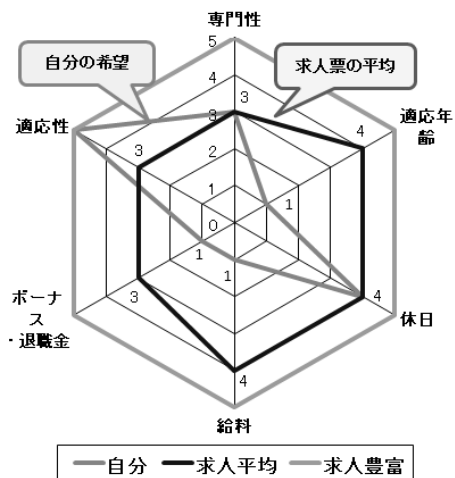 専門性
5
自分の希望
求人票の平均
4
3
3
適応年
齢
適応性
3
4
2
1
1
0
1
1
ボーナ
ス
・退職金
3
4
休日
4
給料
自分 求人平均 求人豊富